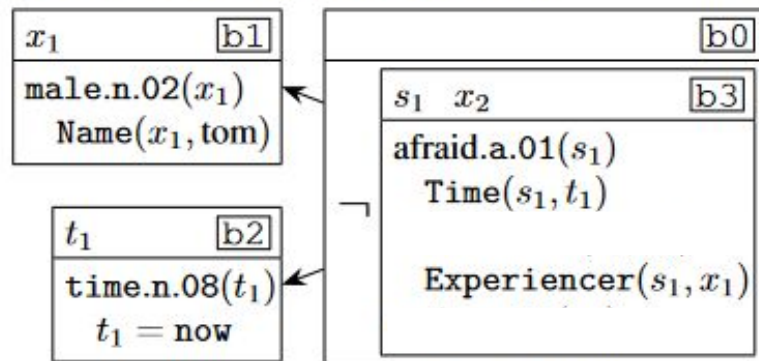 x₁ b1
male.n.02(x₁)
Name(x₁, tom)
t₁ b2
time.n.08(t₁)
t₁ = now
b0
¬
s₁ x₂ b3
afraid.a.01(s₁)
Time(s₁, t₁)
Experiencer(s₁, x₁)